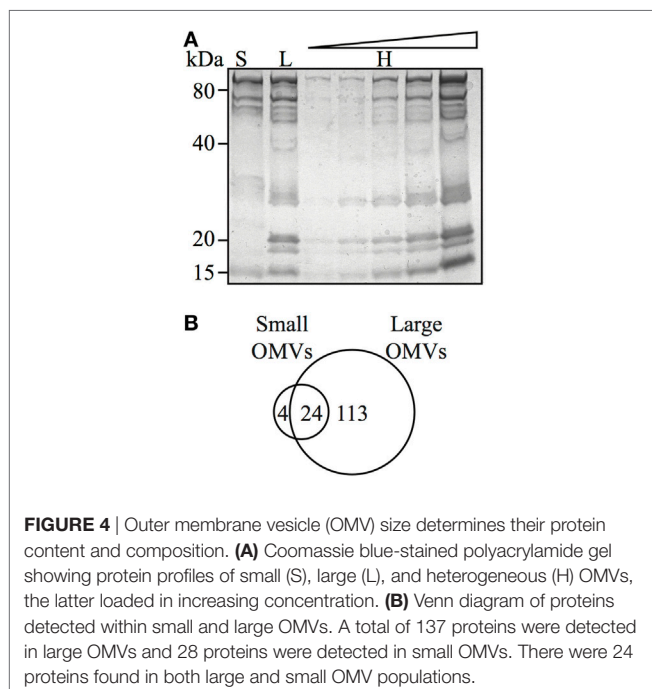 A
kDa S L H
80
40
20
15
B
Small OMVs
Large OMVs
4 24 113
FIGURE 4 | Outer membrane vesicle (OMV) size determines their protein
content and composition. (A) Coomassie blue-stained polyacrylamide gel
showing protein profiles of small (S), large (L), and heterogeneous (H) OMVs,
the latter loaded in increasing concentration. (B) Venn diagram of proteins
detected within small and large OMVs. A total of 137 proteins were detected
in large OMVs and 28 proteins were detected in small OMVs. There were 24
proteins found in both large and small OMV populations.